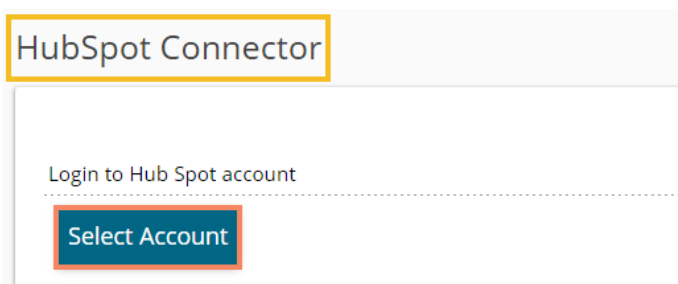 HubSpot Connector
Login to Hub Spot account
Select Account